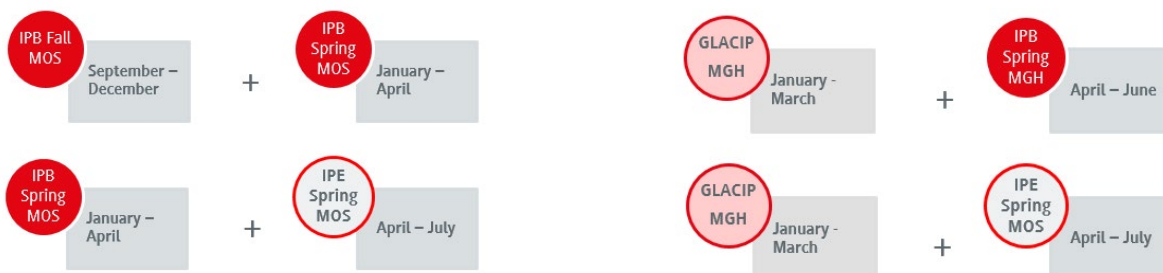 IPB Fall
MOS
September –
December
+
IPB
Spring
MOS
January –
April
GLACIP
MGH
January -
March
+
IPB
Spring
MGH
April – June
IPB
Spring
MOS
January –
April
+
IPE
Spring
MOS
April – July
GLACIP
MGH
January -
March
+
IPE
Spring
MOS
April – July